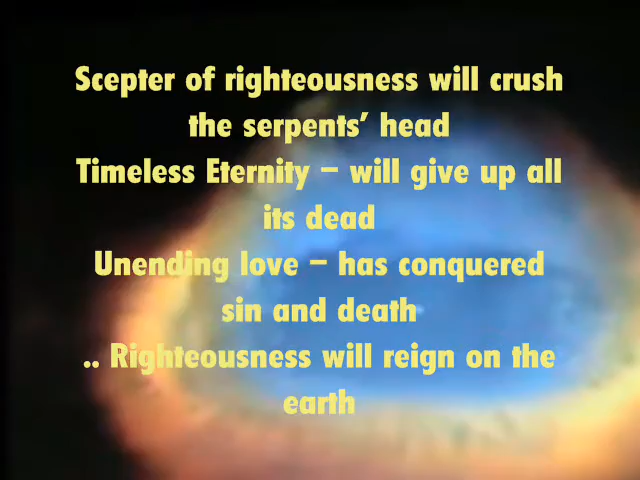 Scepter of righteousness will crush
the serpents’ head
Timeless Eternity – will give up all
its dead
Unending love – has conquered
sin and death
.. Righteousness will reign on the
earth